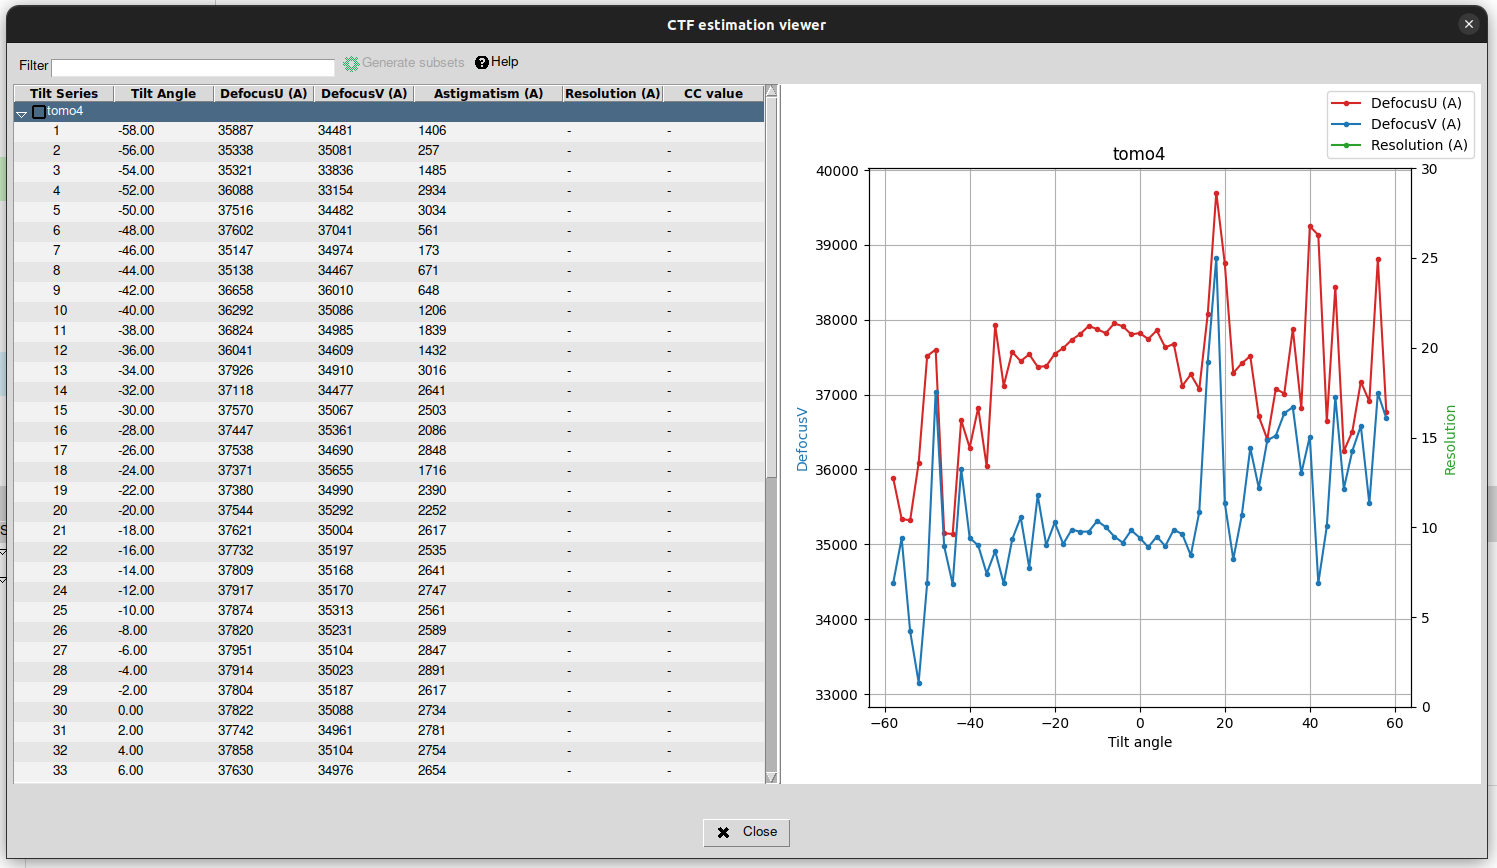 CTF estimation viewer
Filter Generate subsets Help
Tilt Series Tilt Angle DefocusU (A) DefocusV (A) Astigmatism (A) Resolution (A) CC value
tomo4
1 -58.00 35887 34481 1406 - -
2 -56.00 35338 35081 257 - -
3 -54.00 35321 33836 1485 - -
4 -52.00 36088 33154 2934 - -
5 -50.00 37516 34482 3034 - -
6 -48.00 37602 37041 561 - -
7 -46.00 35147 34974 173 - -
8 -44.00 35138 34467 671 - -
9 -42.00 36658 36010 648 - -
10 -40.00 36292 35086 1206 - -
11 -38.00 36824 34985 1839 - -
12 -36.00 36041 34609 1432 - -
13 -34.00 37926 34910 3016 - -
14 -32.00 37118 34477 2641 - -
15 -30.00 37570 35067 2503 - -
16 -28.00 37447 35361 2086 - -
17 -26.00 37538 34690 2848 - -
18 -24.00 37371 35655 1716 - -
19 -22.00 37380 34990 2390 - -
20 -20.00 37544 35292 2252 - -
21 -18.00 37621 35004 2617 - -
22 -16.00 37732 35197 2535 - -
23 -14.00 37809 35168 2641 - -
24 -12.00 37917 35170 2747 - -
25 -10.00 37874 35313 2561 - -
26 -8.00 37820 35231 2589 - -
27 -6.00 37951 35104 2847 - -
28 -4.00 37914 35023 2891 - -
29 -2.00 37804 35187 2617 - -
30 0.00 37822 35088 2734 - -
31 2.00 37742 34961 2781 - -
32 4.00 37858 35104 2754 - -
33 6.00 37630 34976 2654 - -
DefocusU (A)
DefocusV (A)
Resolution (A)
tomo4
40000
39000
38000
37000
36000
35000
34000
33000
DefocusV
30
25
20
15
10
5
0
Resolution
−60 −40 −20 0 20 40 60
Tilt angle
Close